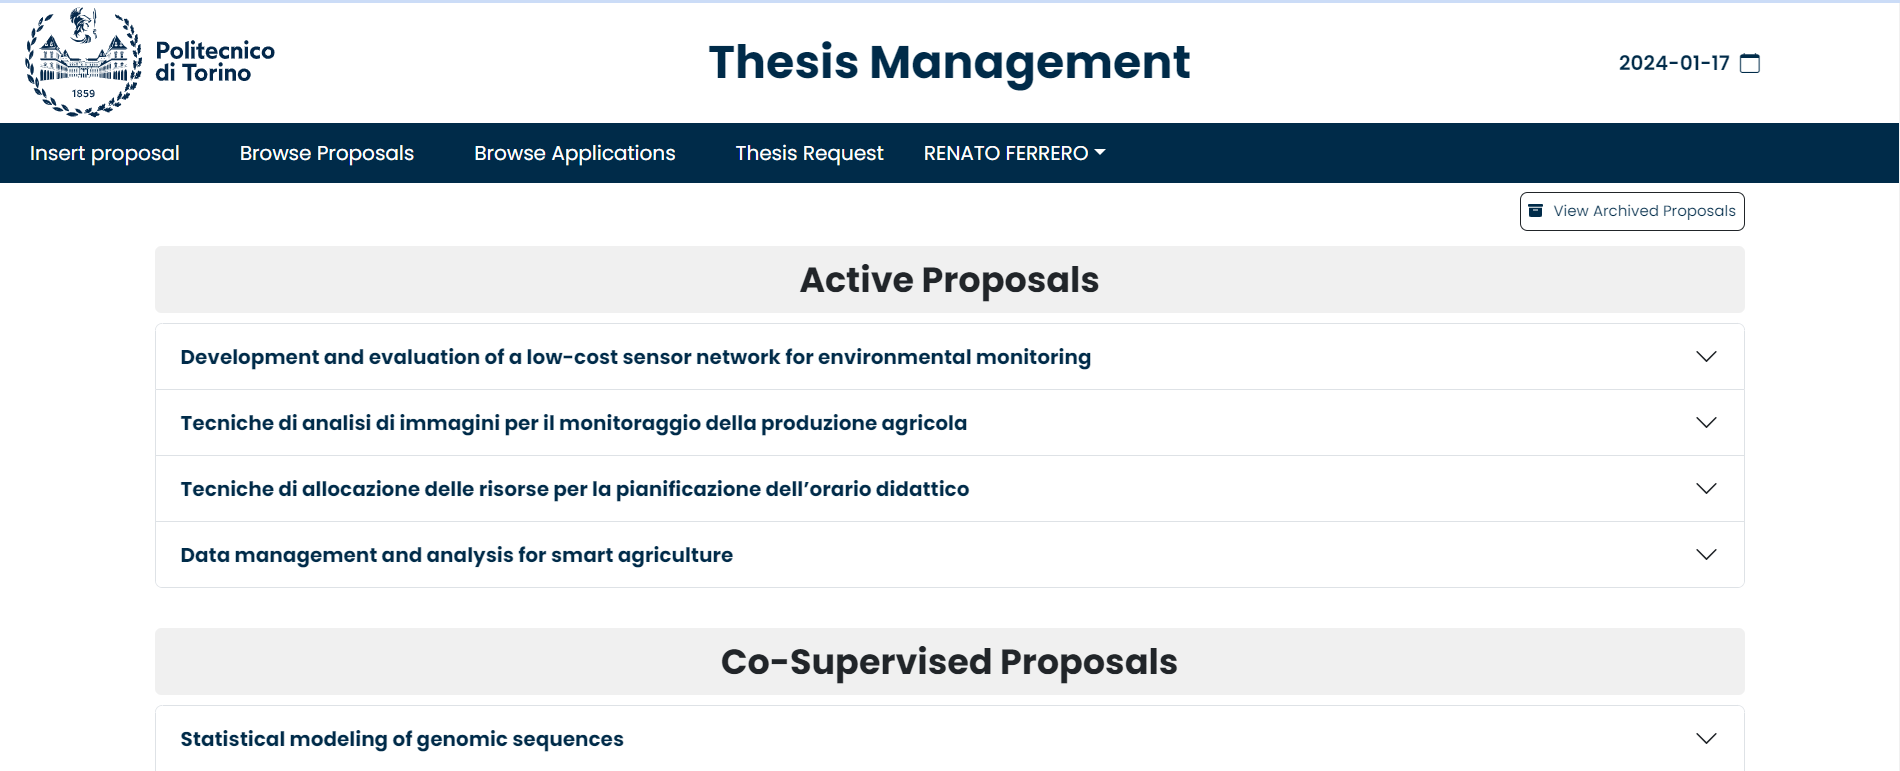 1859
Politecnico
di Torino
Thesis Management
2024-01-17
Insert proposal
Browse Proposals
Browse Applications
Thesis Request
RENATO FERRERO
View Archived Proposals
Active Proposals
Development and evaluation of a low-cost sensor network for environmental monitoring
Tecniche di analisi di immagini per il monitoraggio della produzione agricola
Tecniche di allocazione delle risorse per la pianificazione dell’orario didattico
Data management and analysis for smart agriculture
Co-Supervised Proposals
Statistical modeling of genomic sequences